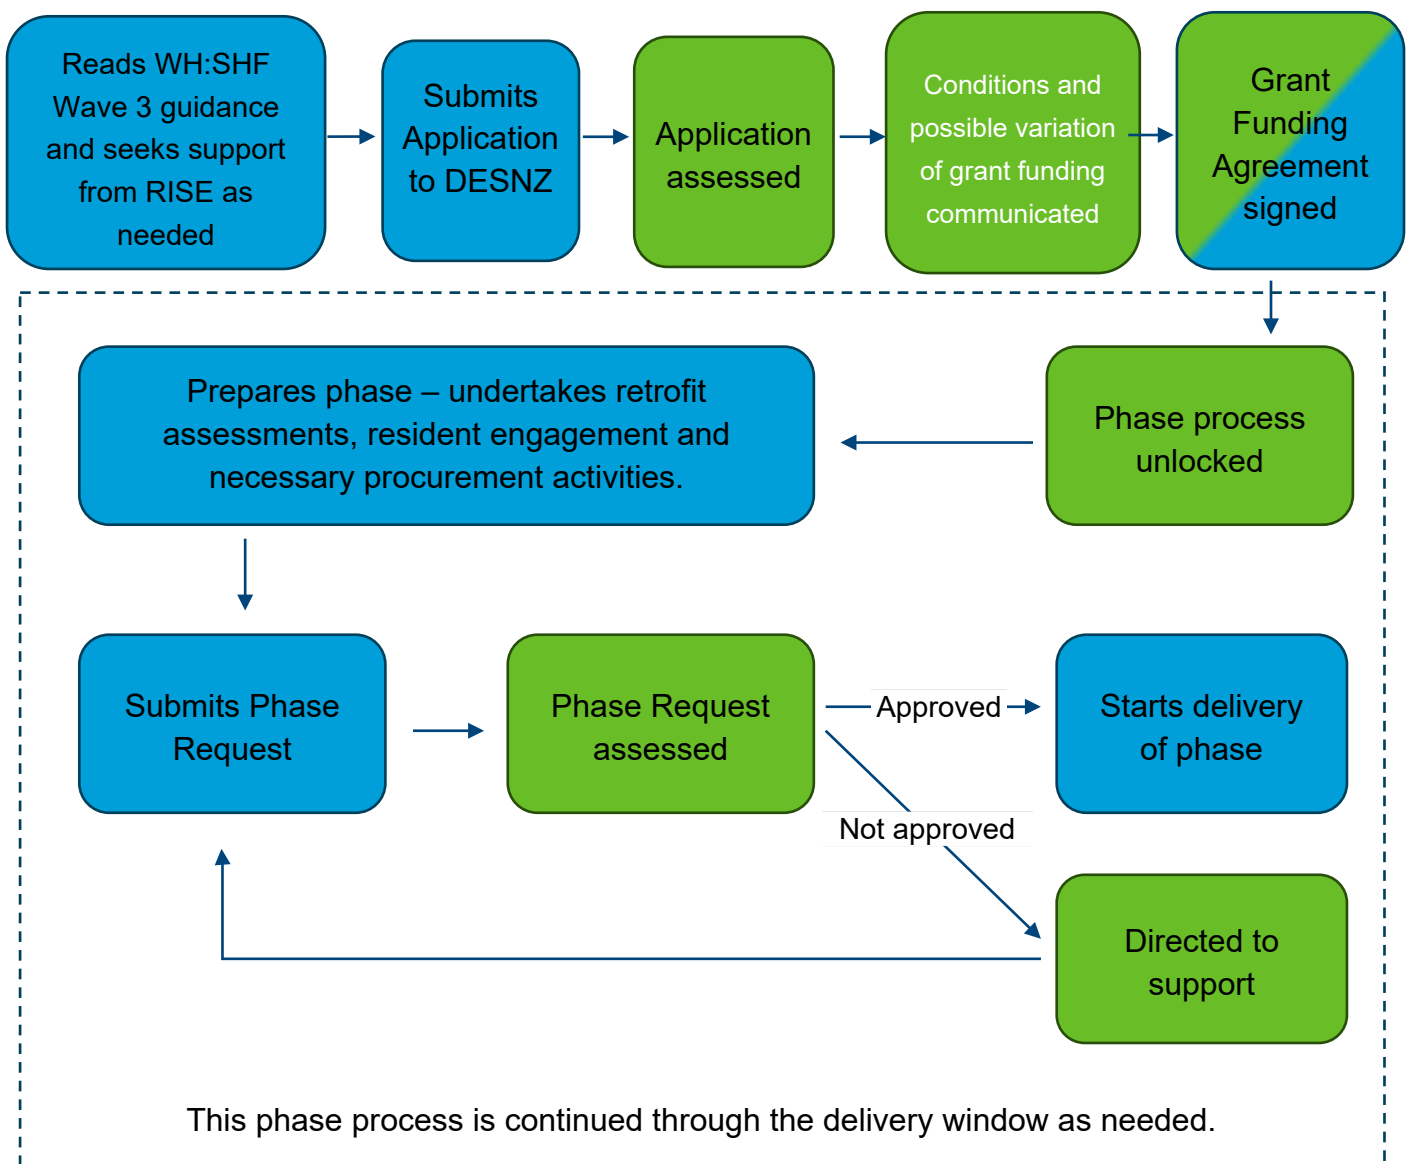 Reads WH:SHF
Wave 3 guidance
and seeks support
from RISE as
needed
Submits
Application
to DESNZ
Application
assessed
Conditions and
possible variation
of grant funding
communicated
Grant
Funding
Agreement
signed
Phase process
unlocked
Prepares phase – undertakes retrofit
assessments, resident engagement and
necessary procurement activities.
Submits Phase
Request
Phase Request
assessed
Approved
Starts delivery
of phase
Not approved
Directed to
support
This phase process is continued through the delivery window as needed.